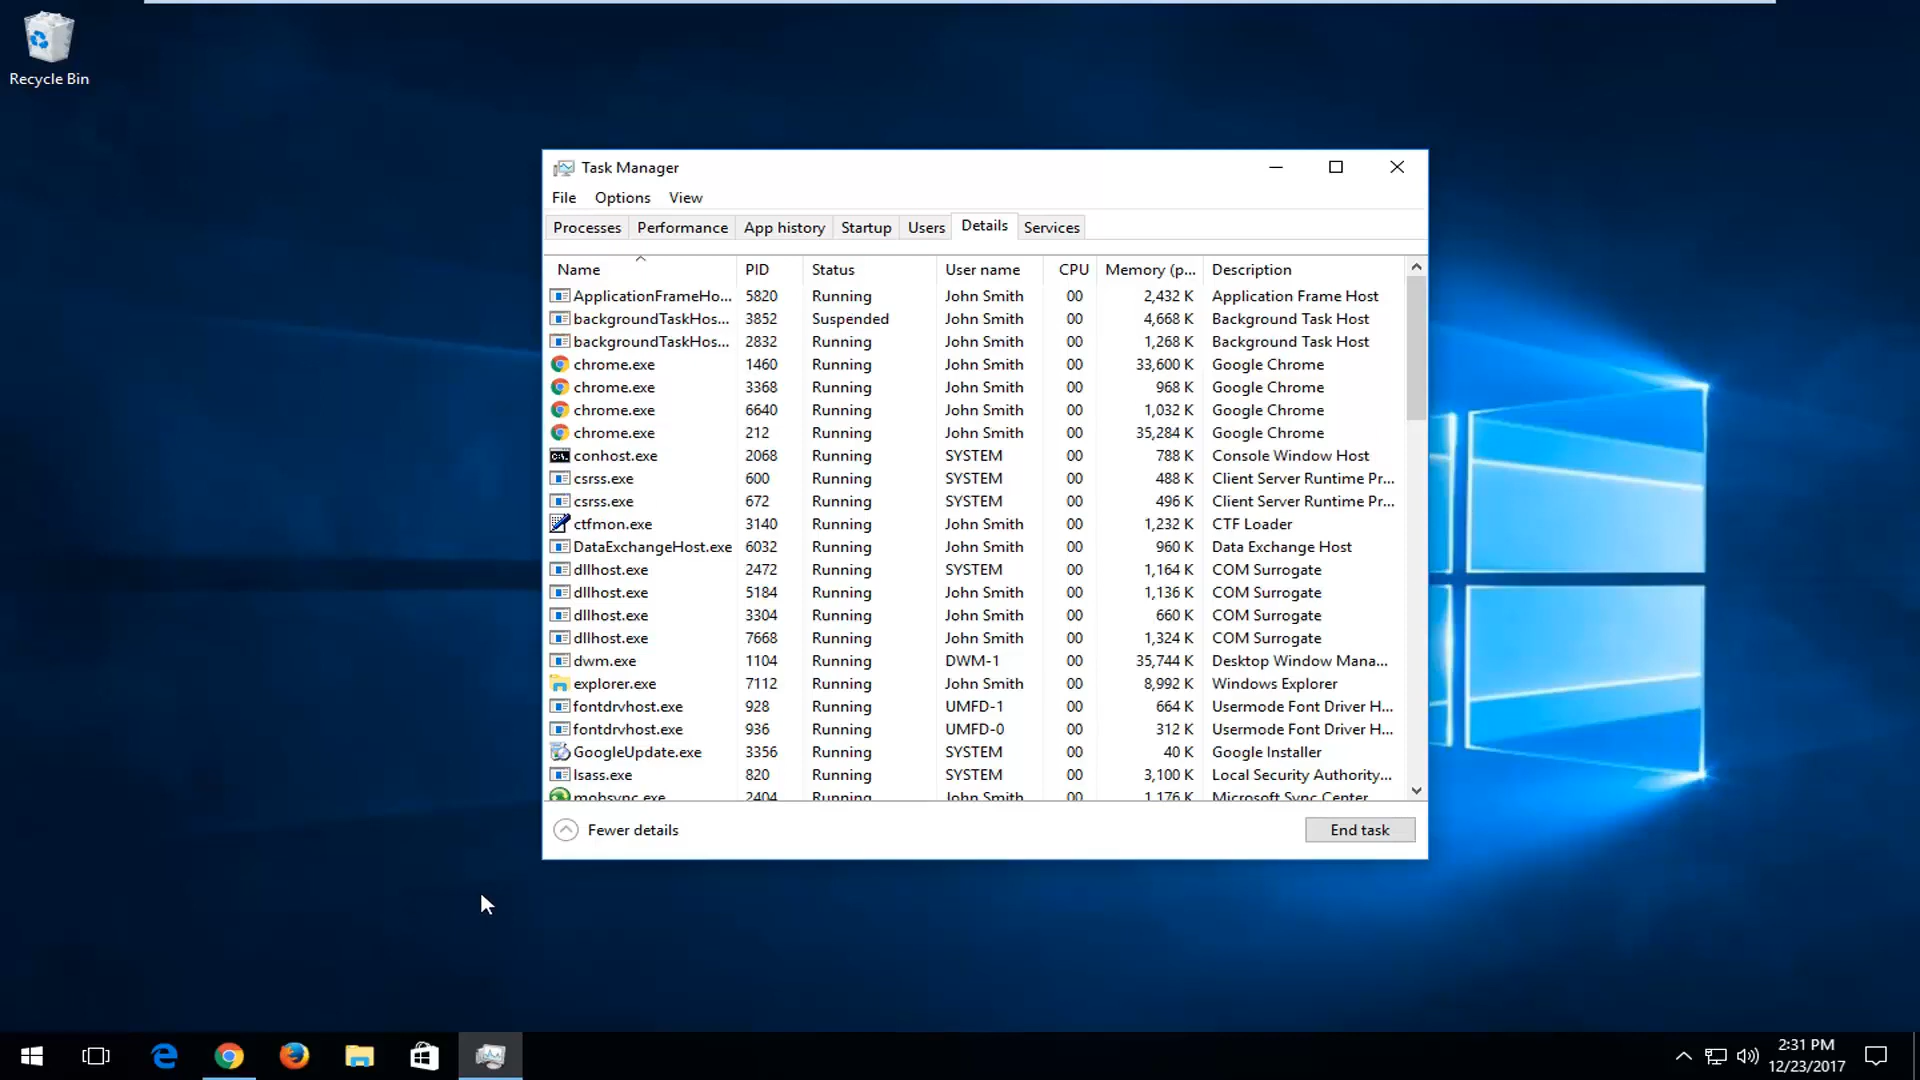 Recycle Bin
Task Manager
File Options View
Processes Performance App history Startup Users Details Services
Name PID Status User name CPU Memory (p... Description
ApplicationFrameHo... 5820 Running John Smith 00 2,432 K Application Frame Host
backgroundTaskHos... 3852 Suspended John Smith 00 4,668 K Background Task Host
backgroundTaskHos... 2832 Running John Smith 00 1,268 K Background Task Host
chrome.exe 1460 Running John Smith 00 33,600 K Google Chrome
chrome.exe 3368 Running John Smith 00 968 K Google Chrome
chrome.exe 6640 Running John Smith 00 1,032 K Google Chrome
chrome.exe 212 Running John Smith 00 35,284 K Google Chrome
conhost.exe 2068 Running SYSTEM 00 788 K Console Window Host
csrss.exe 600 Running SYSTEM 00 488 K Client Server Runtime Pr...
csrss.exe 672 Running SYSTEM 00 496 K Client Server Runtime Pr...
ctfmon.exe 3140 Running John Smith 00 1,232 K CTF Loader
DataExchangeHost.exe 6032 Running John Smith 00 960 K Data Exchange Host
dllhost.exe 2472 Running SYSTEM 00 1,164 K COM Surrogate
dllhost.exe 5184 Running John Smith 00 1,136 K COM Surrogate
dllhost.exe 3304 Running John Smith 00 660 K COM Surrogate
dllhost.exe 7668 Running John Smith 00 1,324 K COM Surrogate
dwm.exe 1104 Running DWM-1 00 35,744 K Desktop Window Mana...
explorer.exe 7112 Running John Smith 00 8,992 K Windows Explorer
fontdrvhost.exe 928 Running UMFD-1 00 664 K Usermode Font Driver H...
fontdrvhost.exe 936 Running UMFD-0 00 312 K Usermode Font Driver H...
GoogleUpdate.exe 3356 Running SYSTEM 00 40 K Google Installer
lsass.exe 820 Running SYSTEM 00 3,100 K Local Security Authority...
mobsync.exe 2404 Running John Smith 00 1,176 K Microsoft Sync Center
Fewer details End task
2:31 PM
12/23/2017